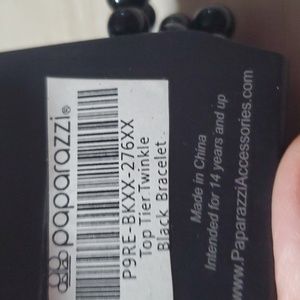 paparazzi®
P9RE-BKXX-276XX
Top Tier Twinkle
Black Bracelet
Made in China
Intended for 14 years and up
www.PaparazziAccessories.com